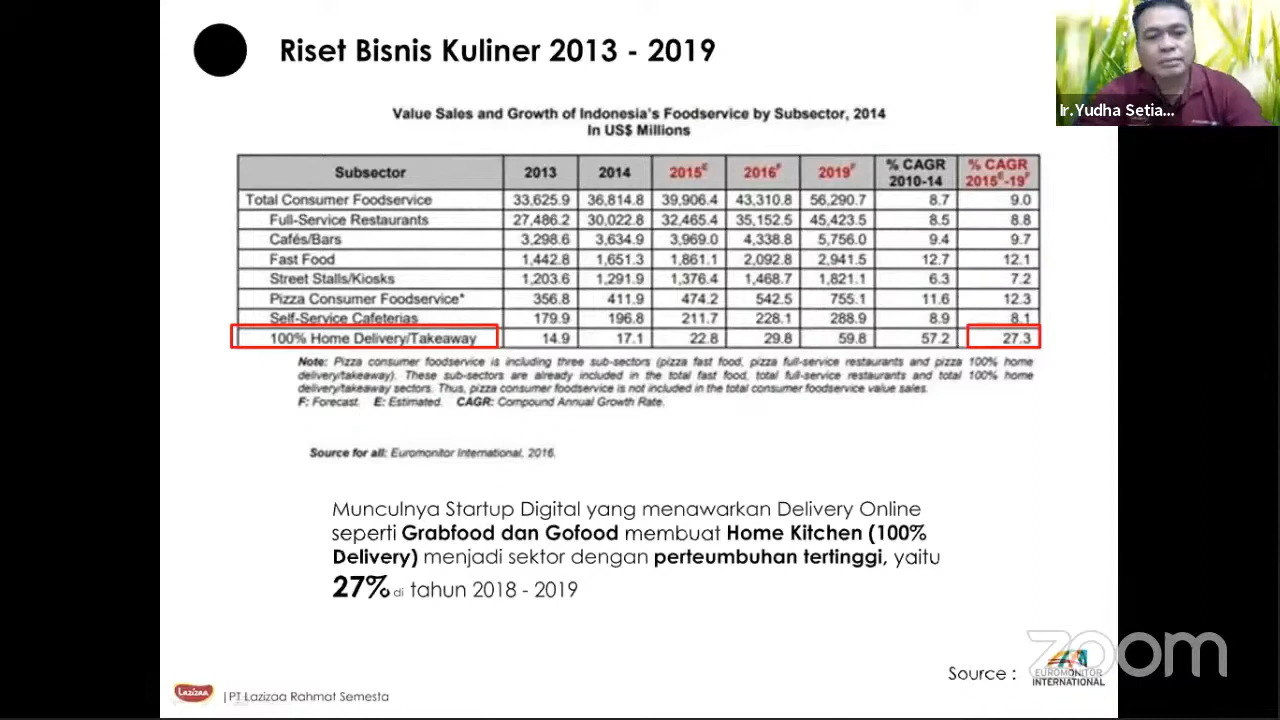 Riset Bisnis Kuliner 2013 - 2019
Ir.Yudha Setia...
Value Sales and Growth of Indonesia's Foodservice by Subsector, 2014
In US$ Millions
Subsector 2013 2014 2015E 2016F 2019F % CAGR 2010-14 % CAGR 2015E-19F
Total Consumer Foodservice 33,625.9 36,814.8 39,906.4 43,310.8 56,290.7 8.7 9.0
Full-Service Restaurants 27,486.2 30,022.8 32,465.4 35,152.5 45,423.5 8.5 8.8
Cafés/Bars 3,298.6 3,634.9 3,969.0 4,338.8 5,756.0 9.4 9.7
Fast Food 1,442.8 1,651.3 1,861.1 2,092.8 2,941.5 12.7 12.1
Street Stalls/Kiosks 1,203.6 1,291.9 1,376.4 1,468.7 1,821.1 6.3 7.2
Pizza Consumer Foodservice* 356.8 411.9 474.2 542.5 755.1 11.6 12.3
Self-Service Cafeterias 179.9 196.8 211.7 228.1 288.9 8.9 8.1
100% Home Delivery/Takeaway 14.9 17.1 22.8 29.8 59.8 57.2 27.3
Note: Pizza consumer foodservice is including three sub-sectors (pizza fast food, pizza full-service restaurants and pizza 100% home
delivery/takeaway). These sub-sectors are already included in the total fast food, total full-service restaurants and total 100% home
delivery/takeaway sectors. Thus, pizza consumer foodservice is not included in the total consumer foodservice value sales.
F: Forecast. E: Estimated. CAGR: Compound Annual Growth Rate.
Source for all: Euromonitor International, 2016.
Munculnya Startup Digital yang menawarkan Delivery Online
seperti Grabfood dan Gofood membuat Home Kitchen (100%
Delivery) menjadi sektor dengan perteumbuhan tertinggi, yaitu
27% di tahun 2018 - 2019
zoom
Source :
EUROMONITOR
INTERNATIONAL
Lazizaa
|PT Lazizaa Rahmat Semesta